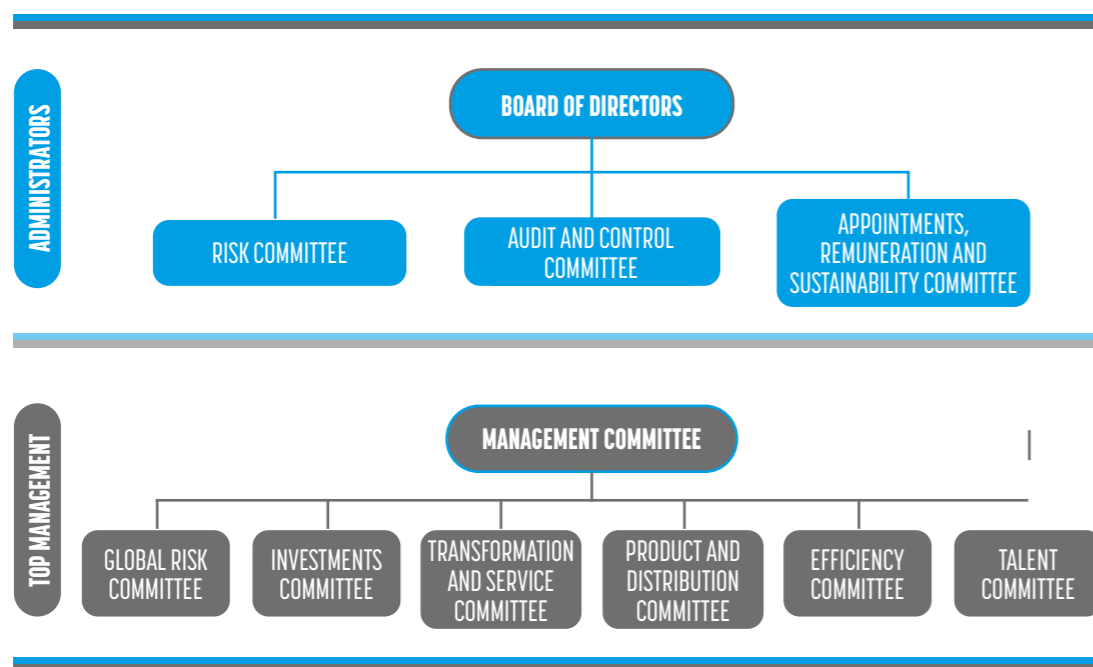 ADMINISTRATORS
BOARD OF DIRECTORS
RISK COMMITTEE
AUDIT AND CONTROL
COMMITTEE
APPOINTMENTS,
REMUNERATION AND
SUSTAINABILITY COMMITTEE
TOP MANAGEMENT
MANAGEMENT COMMITTEE
GLOBAL RISK
COMMITTEE
INVESTMENTS
COMMITTEE
TRANSFORMATION
AND SERVICE
COMMITTEE
PRODUCT AND
DISTRIBUTION
COMMITTEE
EFFICIENCY
COMMITTEE
TALENT
COMMITTEE